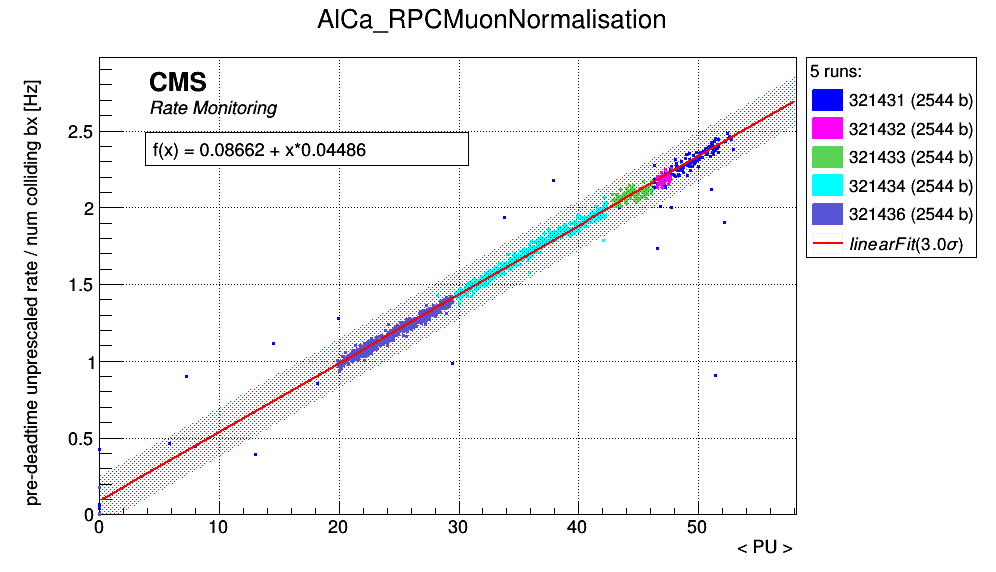 AlCa_RPCMuonNormalisation
pre-deadtime unprescaled rate / num colliding bx [Hz]
CMS
Rate Monitoring
f(x) = 0.08662 + x*0.04486
2.5
2
1.5
1
0.5
0
0 10 20 30 40 50
< PU >
5 runs:
321431 (2544 b)
321432 (2544 b)
321433 (2544 b)
321434 (2544 b)
321436 (2544 b)
linearFit(3.0σ)